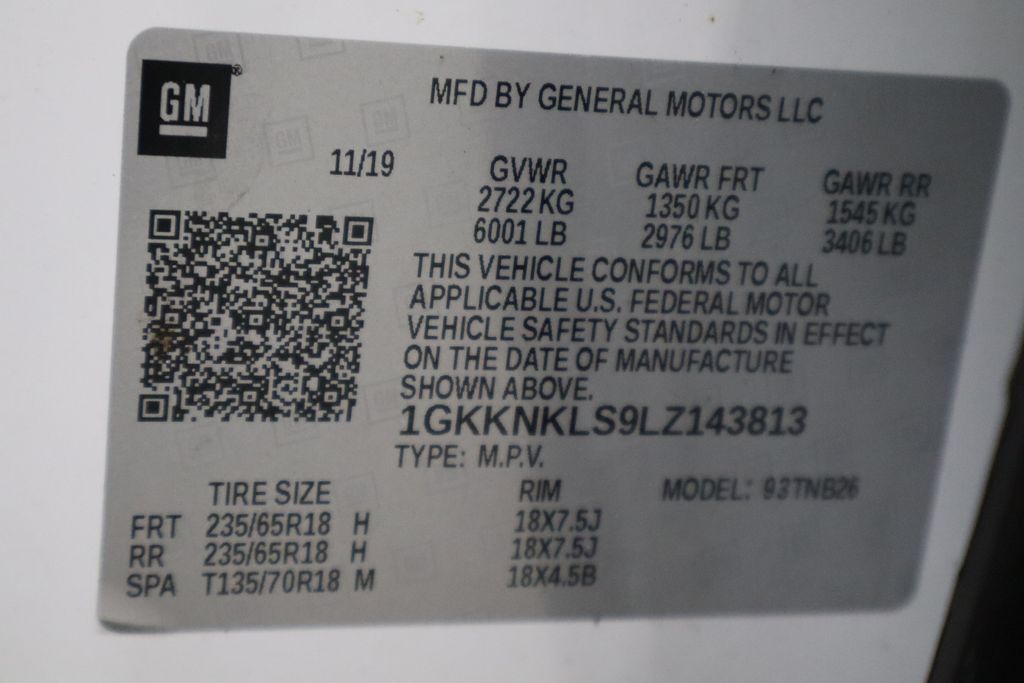 GM
MFD BY GENERAL MOTORS LLC
11/19
GVWR GAWR FRT GAWR RR
2722 KG 1350 KG 1545 KG
6001 LB 2976 LB 3406 LB
THIS VEHICLE CONFORMS TO ALL
APPLICABLE U.S. FEDERAL MOTOR
VEHICLE SAFETY STANDARDS IN EFFECT
ON THE DATE OF MANUFACTURE
SHOWN ABOVE.
1GKKNKLS9LZ143813
TYPE: M.P.V.
TIRE SIZE RIM MODEL: 93TNB26
FRT 235/65R18 H 18X7.5J
RR 235/65R18 H 18X7.5J
SPA T135/70R18 M 18X4.5B